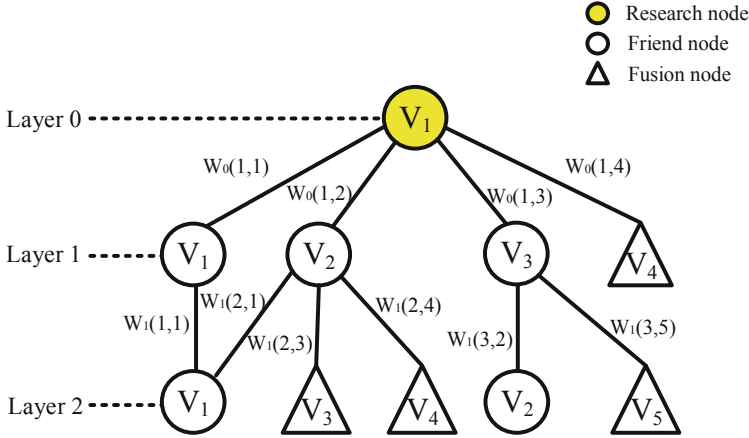 Research node
Friend node
Fusion node
Layer 0
V1
W0(1,1)
W0(1,2)
W0(1,3)
W0(1,4)
Layer 1
V1
V2
V3
V4
W1(1,1)
W1(2,1)
W1(2,3)
W1(2,4)
W1(3,2)
W1(3,5)
Layer 2
V1
V3
V4
V2
V5